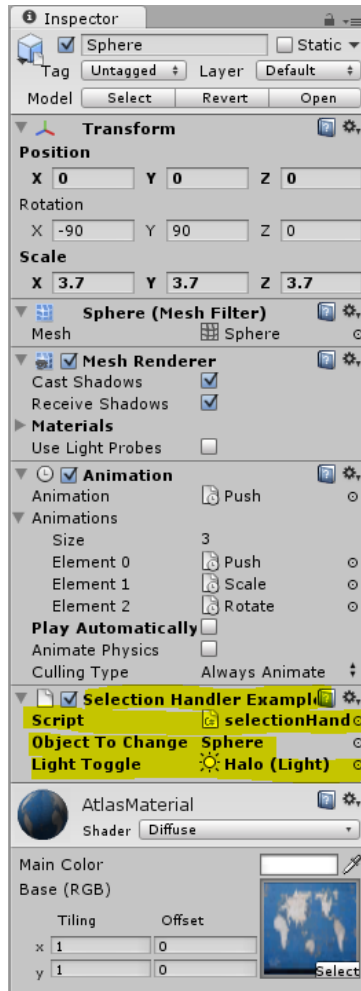 Inspector
Sphere Static
Tag Untagged Layer Default
Model Select Revert Open
Transform
Position
X 0 Y 0 Z 0
Rotation
X -90 Y 90 Z 0
Scale
X 3.7 Y 3.7 Z 3.7
Sphere (Mesh Filter)
Mesh Sphere
Mesh Renderer
Cast Shadows
Receive Shadows
Materials
Use Light Probes
Animation
Animation Push
Animations
Size 3
Element 0 Push
Element 1 Scale
Element 2 Rotate
Play Automatically
Animate Physics
Culling Type Always Animate
Selection Handler Example
Script selectionHand
Object To Change Sphere
Light Toggle Halo (Light)
AtlasMaterial
Shader Diffuse
Main Color
Base (RGB)
Tiling Offset
x 1 0
y 1 0
Select